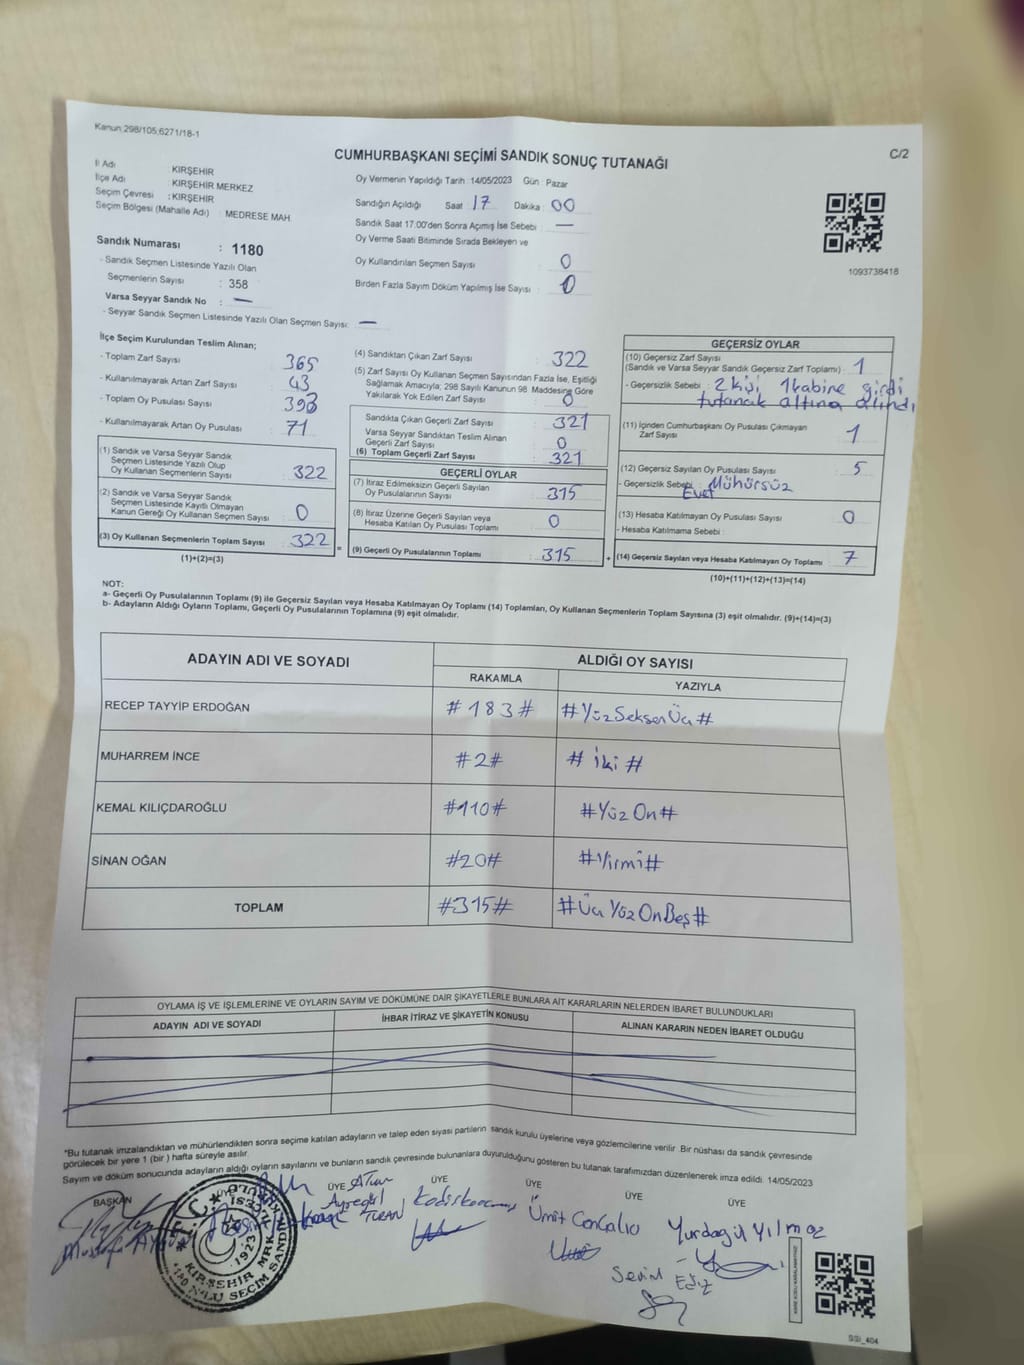 Kanun:298/105;6271/18-1
C/2
CUMHURBAŞKANI SEÇİMİ SANDIK SONUÇ TUTANAĞI
İl Adı : KIRŞEHİR
İlçe Adı : KIRŞEHİR MERKEZ
Seçim Çevresi : KIRŞEHİR
Seçim Bölgesi (Mahalle Adı) : MEDRESE MAH.
Oy Vermenin Yapıldığı Tarih : 14/05/2023 Gün : Pazar
Sandığın Açıldığı Saat 17 Dakika : 00
Sandık Saat 17.00'den Sonra Açımış İse Sebebi : —
Oy Verme Saati Bitiminde Sırada Bekleyen ve
Oy Kullandırılan Seçmen Sayısı : 0
Birden Fazla Sayım Döküm Yapılmış İse Sayısı : 0
1093738418
Sandık Numarası : 1180
- Sandık Seçmen Listesinde Yazılı Olan
Seçmenlerin Sayısı : 358
Varsa Seyyar Sandık No : —
- Seyyar Sandık Seçmen Listesinde Yazılı Olan Seçmen Sayısı: —
İlçe Seçim Kurulundan Teslim Alınan;
- Toplam Zarf Sayısı : 365
- Kullanılmayarak Artan Zarf Sayısı : 43
- Toplam Oy Pusulası Sayısı : 393
- Kullanılmayarak Artan Oy Pusulası : 71
(1) Sandık ve Varsa Seyyar Sandık
Seçmen Listesinde Yazılı Olup
Oy Kullanan Seçmenlerin Sayısı : 322
(2) Sandık ve Varsa Seyyar Sandık
Seçmen Listesinde Kayıtlı Olmayan
Kanun Gereği Oy Kullanan Seçmen Sayısı : 0
(3) Oy Kullanan Seçmenlerin Toplam Sayısı : 322 =
(1)+(2)=(3)
(4) Sandıktan Çıkan Zarf Sayısı : 322
(5) Zarf Sayısı Oy Kullanan Seçmen Sayısından Fazla İse, Eşitliği
Sağlamak Amacıyla; 298 Sayılı Kanunun 98. Maddesine Göre
Yakılarak Yok Edilen Zarf Sayısı : 0
Sandıkta Çıkan Geçerli Zarf Sayısı : 321
Varsa Seyyar Sandıktan Teslim Alınan
Geçerli Zarf Sayısı : 0
(6) Toplam Geçerli Zarf Sayısı : 321
GEÇERLİ OYLAR
(7) İtiraz Edilmeksizin Geçerli Sayılan
Oy Pusulalarının Sayısı : 315
(8) İtiraz Üzerine Geçerli Sayılan veya
Hesaba Katılan Oy Pusulası Toplamı : 0
(9) Geçerli Oy Pusulalarının Toplamı : 315 +
GEÇERSİZ OYLAR
(10) Geçersiz Zarf Sayısı
(Sandık ve Varsa Seyyar Sandık Geçersiz Zarf Toplamı) : 1
- Geçersizlik Sebebi : 2 kişi 1 kabine girdi
tutanak altına alındı
(11) İçinden Cumhurbaşkanı Oy Pusulası Çıkmayan
Zarf Sayısı : 1
(12) Geçersiz Sayılan Oy Pusulası Sayısı : 5
- Geçersizlik Sebebi : Mühürsüz
Evet
(13) Hesaba Katılmayan Oy Pusulası Sayısı : 0
- Hesaba Katılmama Sebebi :
(14) Geçersiz Sayılan veya Hesaba Katılmayan Oy Toplamı : 7
(10)+(11)+(12)+(13)=(14)
NOT:
a- Geçerli Oy Pusulalarının Toplamı (9) ile Geçersiz Sayılan veya Hesaba Katılmayan Oy Toplamı (14) Toplamları, Oy Kullanan Seçmenlerin Toplam Sayısına (3) eşit olmalıdır. (9)+(14)=(3)
b- Adayların Aldığı Oyların Toplamı, Geçerli Oy Pusulalarının Toplamına (9) eşit olmalıdır.
ADAYIN ADI VE SOYADI ALDIĞI OY SAYISI
RAKAMLA YAZIYLA
RECEP TAYYİP ERDOĞAN #183# #YüzSeksenÜç#
MUHARREM İNCE #2# #İki#
KEMAL KILIÇDAROĞLU #110# #YüzOn#
SİNAN OĞAN #20# #Yirmi#
TOPLAM #315# #ÜçYüzOnBeş#
OYLAMA İŞ VE İŞLEMLERİNE VE OYLARIN SAYIM VE DÖKÜMÜNE DAİR ŞİKAYETLERLE BUNLARA AİT KARARLARIN NELERDEN İBARET BULUNDUKLARI
ADAYIN ADI VE SOYADI İHBAR İTİRAZ VE ŞİKAYETİN KONUSU ALINAN KARARIN NEDEN İBARET OLDUĞU
*Bu tutanak imzalandıktan ve mühürlendikten sonra seçime katılan adayların ve talep eden siyasi partilerin sandık kurulu üyelerine veya gözlemcilerine verilir. Bir nüshası da sandık çevresinde
görülecek bir yere 1 (bir ) hafta süreyle asılır.
Sayım ve döküm sonucunda adayların aldığı oyların sayılarını ve bunların sandık çevresinde bulunanlara duyurulduğunu gösteren bu tutanak tarafımızdan düzenlenerek imza edildi. 14/05/2023
BAŞKAN ÜYE ÜYE ÜYE ÜYE ÜYE ÜYE
Ayşegül TURAN
Ümit
Yurdagül Yılmaz
T.C.
1923
KIRŞEHİR MRK. İLÇESİ
1180 NOLU SEÇİM SANDIK KURULU
SSI_404